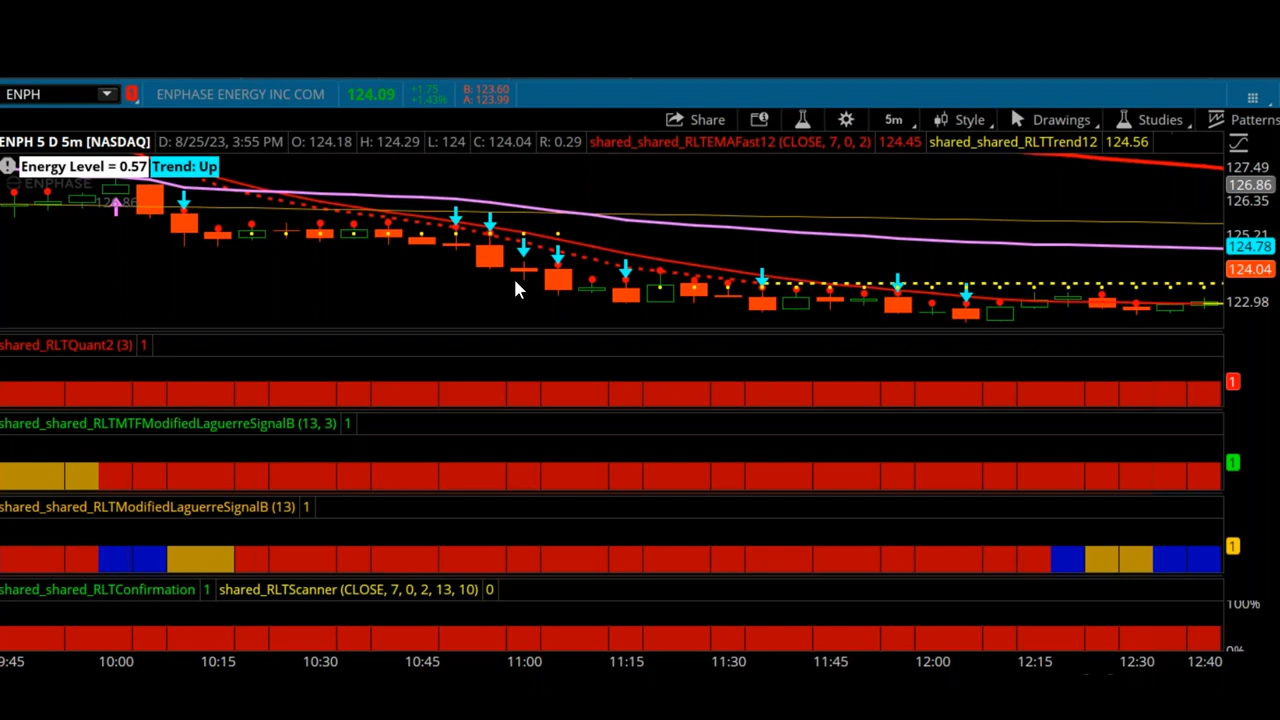 ENPH ENPHASE ENERGY INC COM 124.09 +1.75 +1.43% B: 123.60 A: 123.99
Share 5m Style Drawings Studies Patterns
ENPH 5 D 5m [NASDAQ] D: 8/25/23, 3:55 PM O: 124.18 H: 124.29 L: 124 C: 124.04 R: 0.29 shared_shared_RLTEMAFast12 (CLOSE, 7, 0, 2) 124.45 shared_shared_RLTTrend12 124.56
Energy Level = 0.57 Trend: Up
ENPHASE
127.49
126.86
126.35
125.21
124.78
124.04
122.98
shared_RLTQuant2 (3) 1
1
shared_shared_RLTMTFModifiedLaguerreSignalB (13, 3) 1
1
shared_shared_RLTModifiedLaguerreSignalB (13) 1
1
shared_shared_RLTConfirmation 1 shared_RLTScanner (CLOSE, 7, 0, 2, 13, 10) 0
100%
0%
9:45 10:00 10:15 10:30 10:45 11:00 11:15 11:30 11:45 12:00 12:15 12:30 12:40